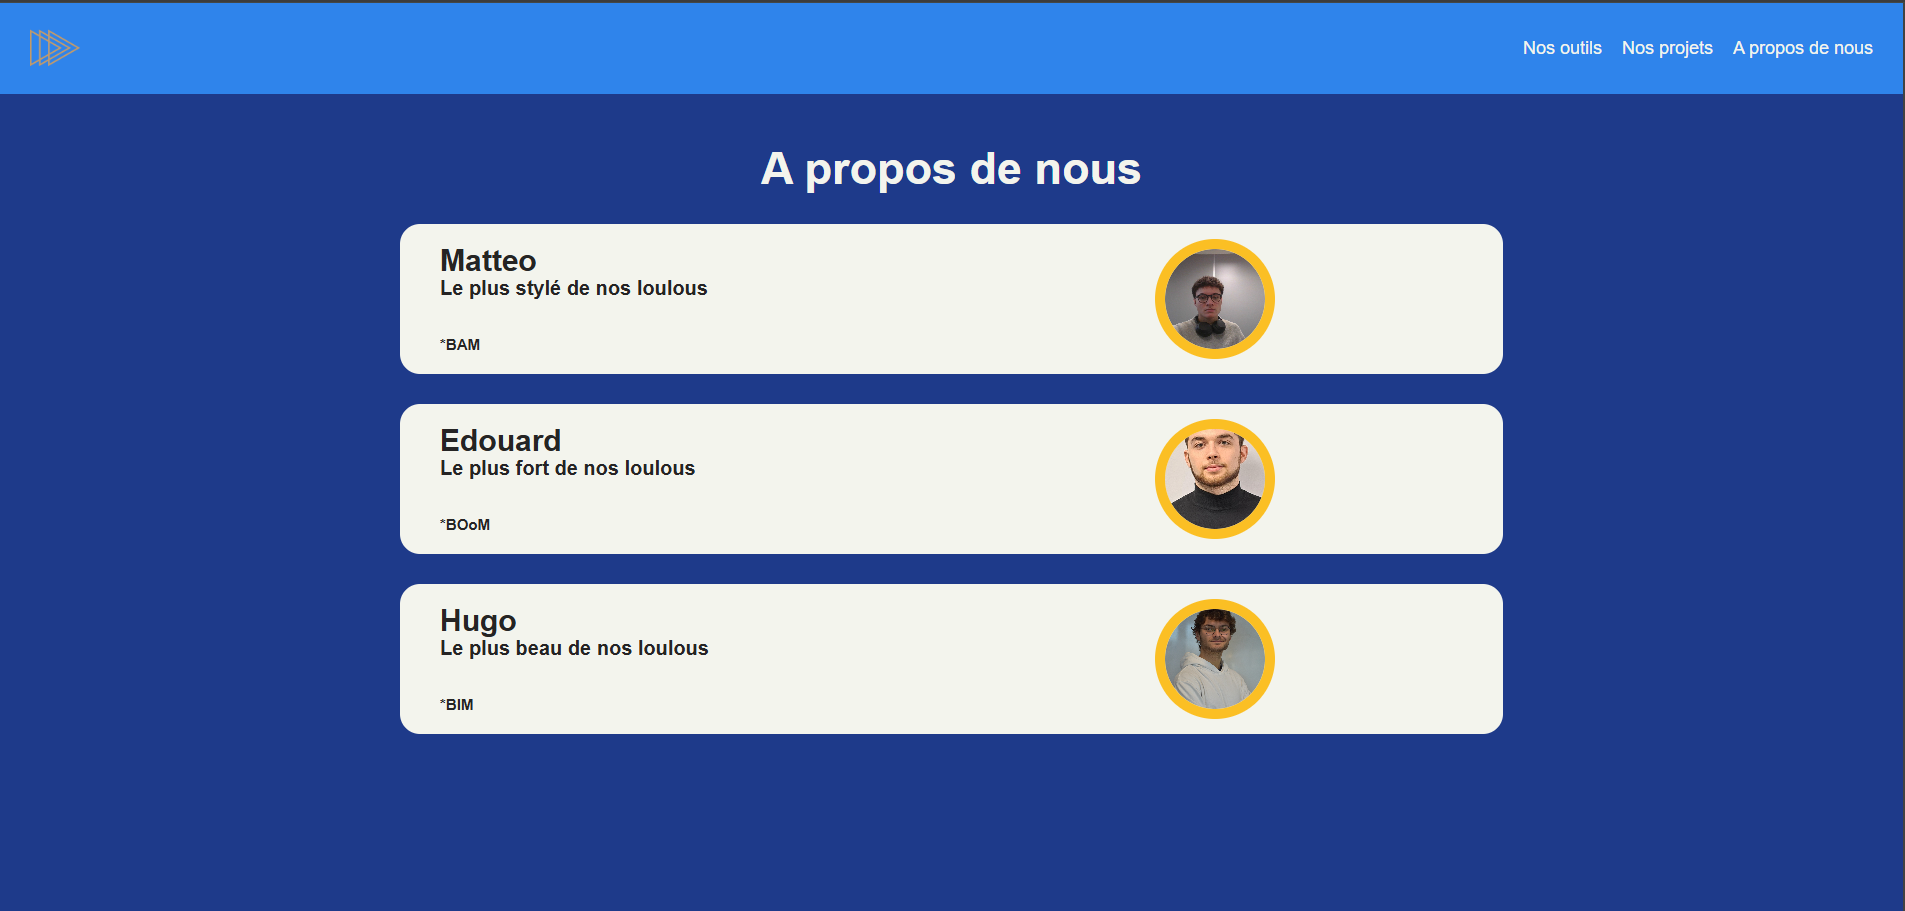 Nos outils Nos projets A propos de nous
A propos de nous
Matteo
Le plus stylé de nos loulous
*BAM
Edouard
Le plus fort de nos loulous
*BOoM
Hugo
Le plus beau de nos loulous
*BIM